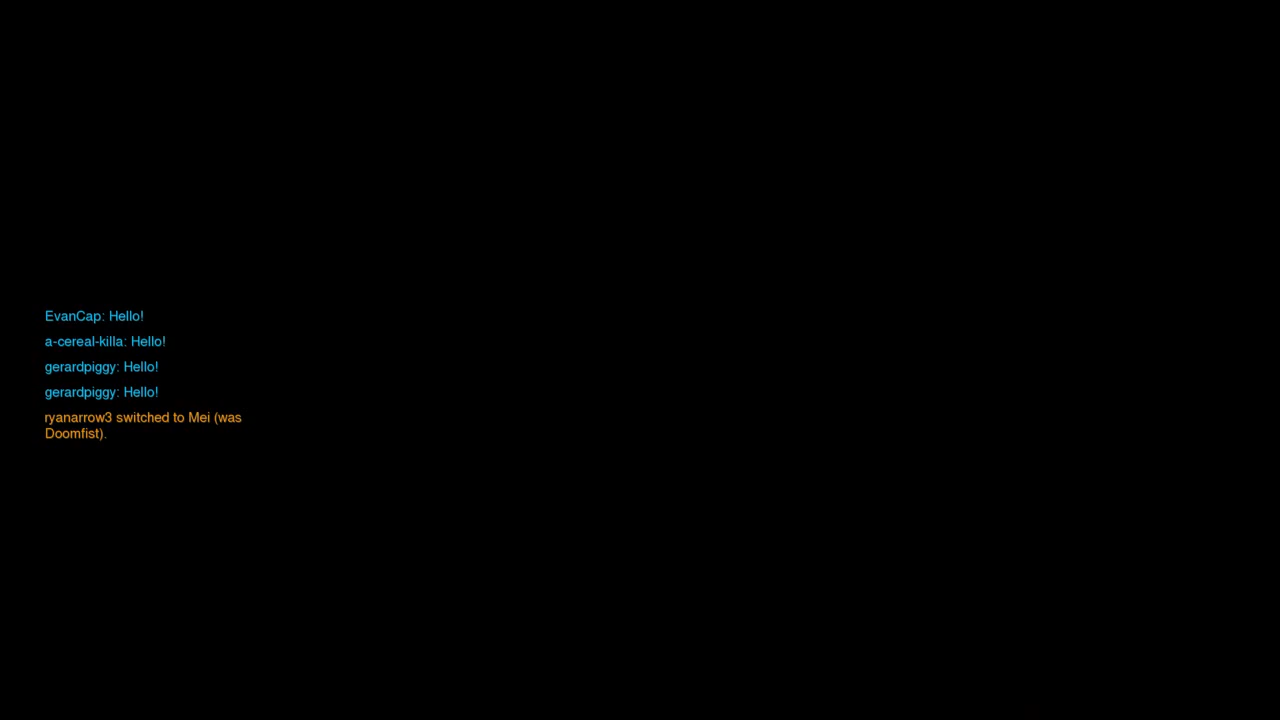 EvanCap: Hello!
a-cereal-killa: Hello!
gerardpiggy: Hello!
gerardpiggy: Hello!
ryanarrow3 switched to Mei (was
Doomfist).